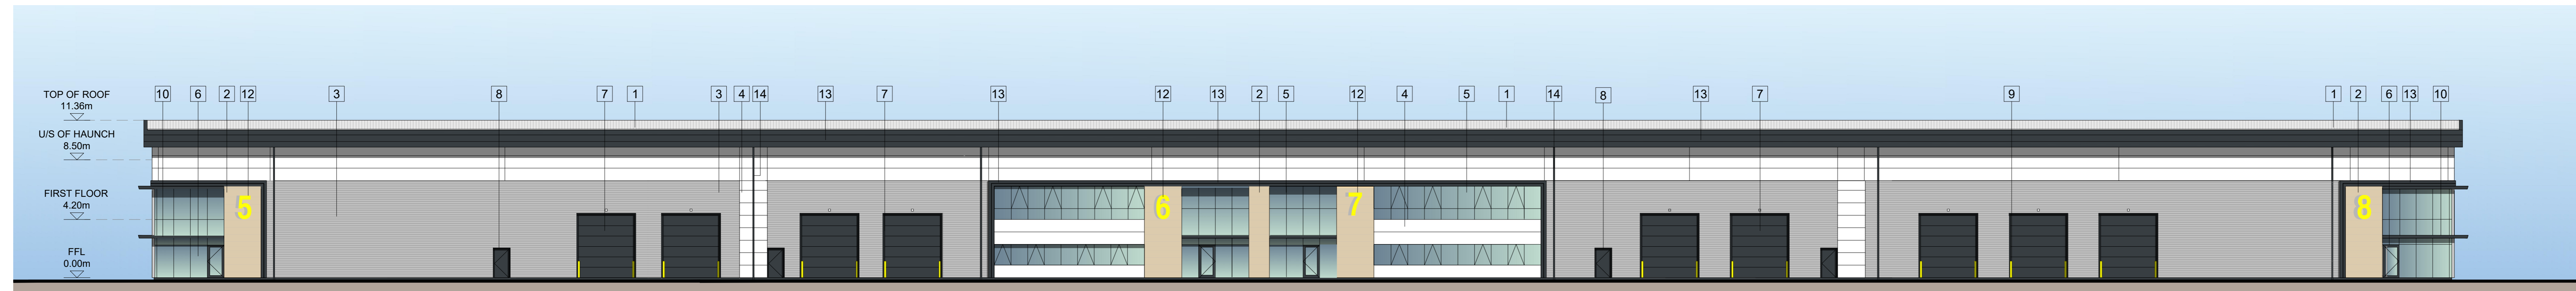 10 6 2 12 3 8 7 1 3 4 14 13 7 13 12 13 2 5 12 4 5 1 14 8 13 7 9 1 2 6 13 10
TOP OF ROOF
11.36m
U/S OF HAUNCH
8.50m
FIRST FLOOR
4.20m
5 6 7 8
FFL
0.00m